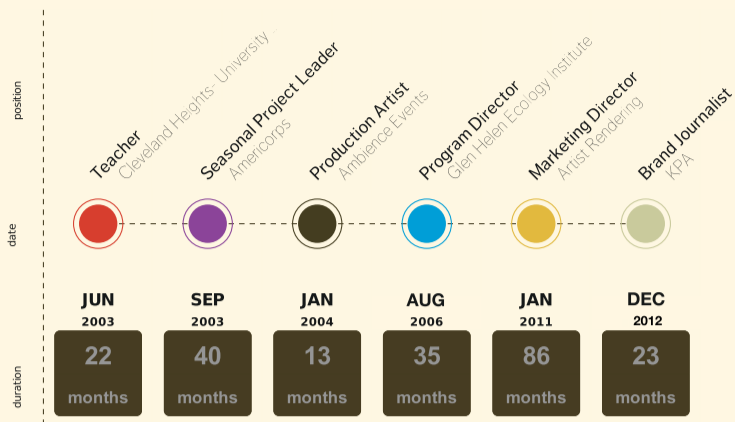 position
Teacher
Cleveland Heights- University...
Seasonal Project Leader
Americorps
Production Artist
Ambience Events
Program Director
Glen Helen Ecology Institute
Marketing Director
Artist Rendering
Brand Journalist
KPA
date
JUN
2003
SEP
2003
JAN
2004
AUG
2006
JAN
2011
DEC
2012
duration
22
months
40
months
13
months
35
months
86
months
23
months